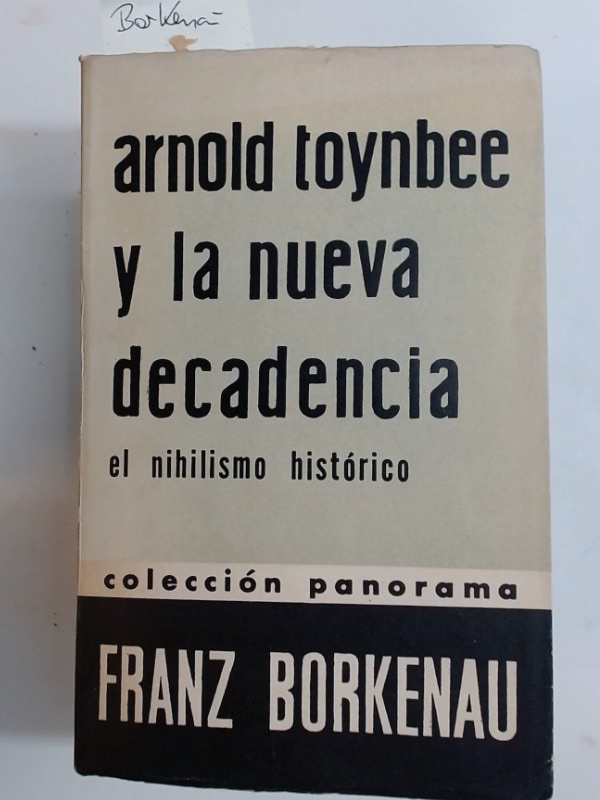 Borkenau
arnold toynbee
y la nueva
decadencia
el nihilismo histórico
colección panorama
FRANZ BORKENAU